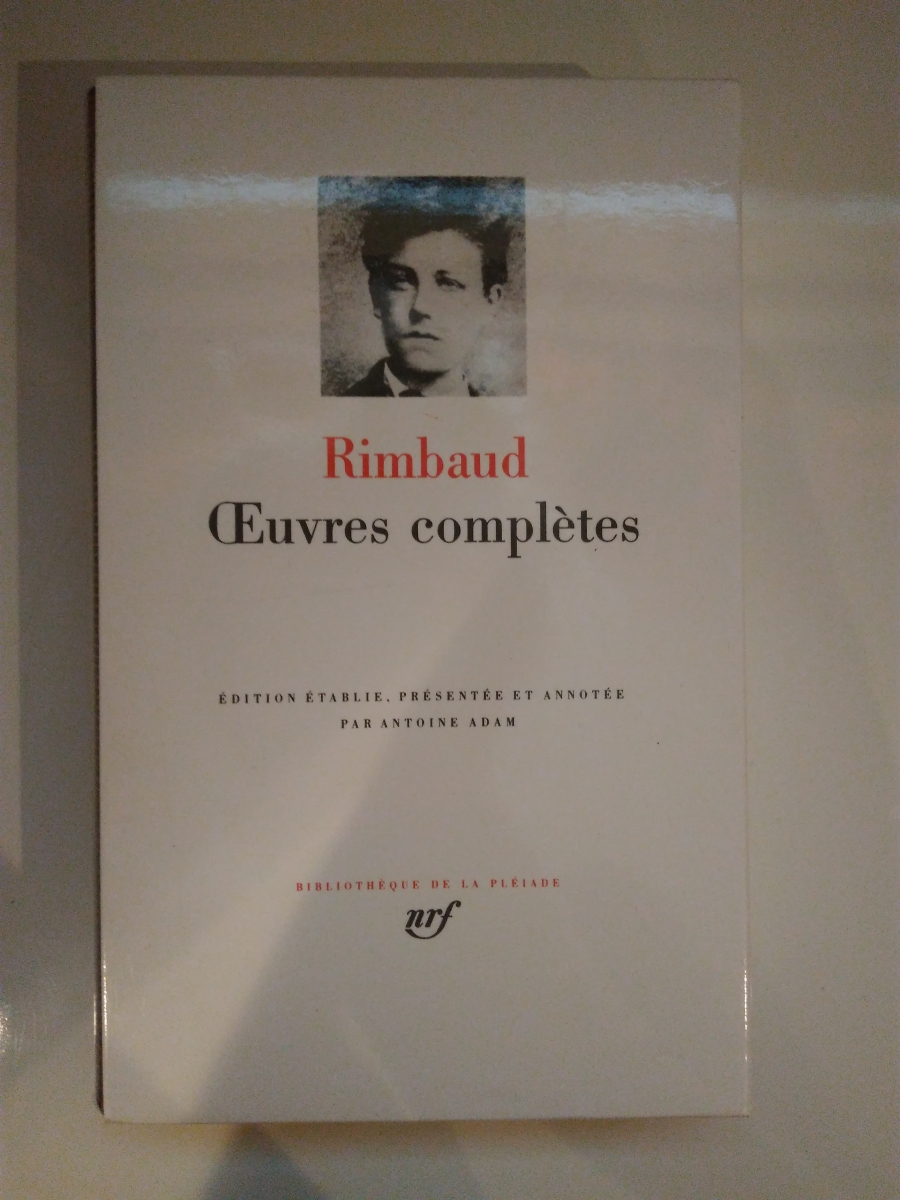 Rimbaud
Œuvres complètes
ÉDITION ÉTABLIE, PRÉSENTÉE ET ANNOTÉE
PAR ANTOINE ADAM
BIBLIOTHÈQUE DE LA PLÉIADE
nrf